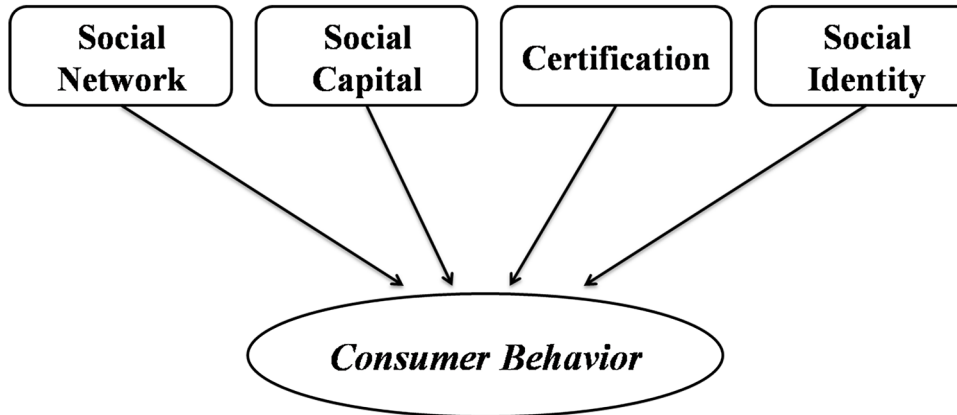 Social
Network
Social
Capital
Certification
Social
Identity
Consumer Behavior